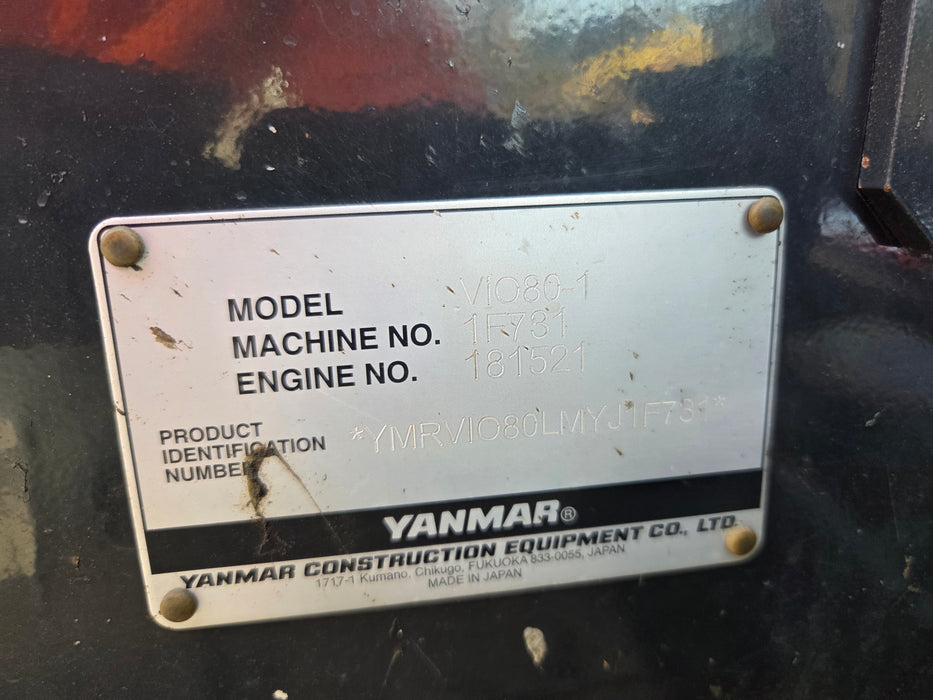 MODEL VIO80-1
MACHINE NO. 1F731
ENGINE NO. 181521
PRODUCT
IDENTIFICATION
NUMBER
*YMRVIO80LMYJ1F731*
YANMAR®
YANMAR CONSTRUCTION EQUIPMENT CO., LTD.
1717-1 Kumano, Chikugo, FUKUOKA 833-0055, JAPAN
MADE IN JAPAN